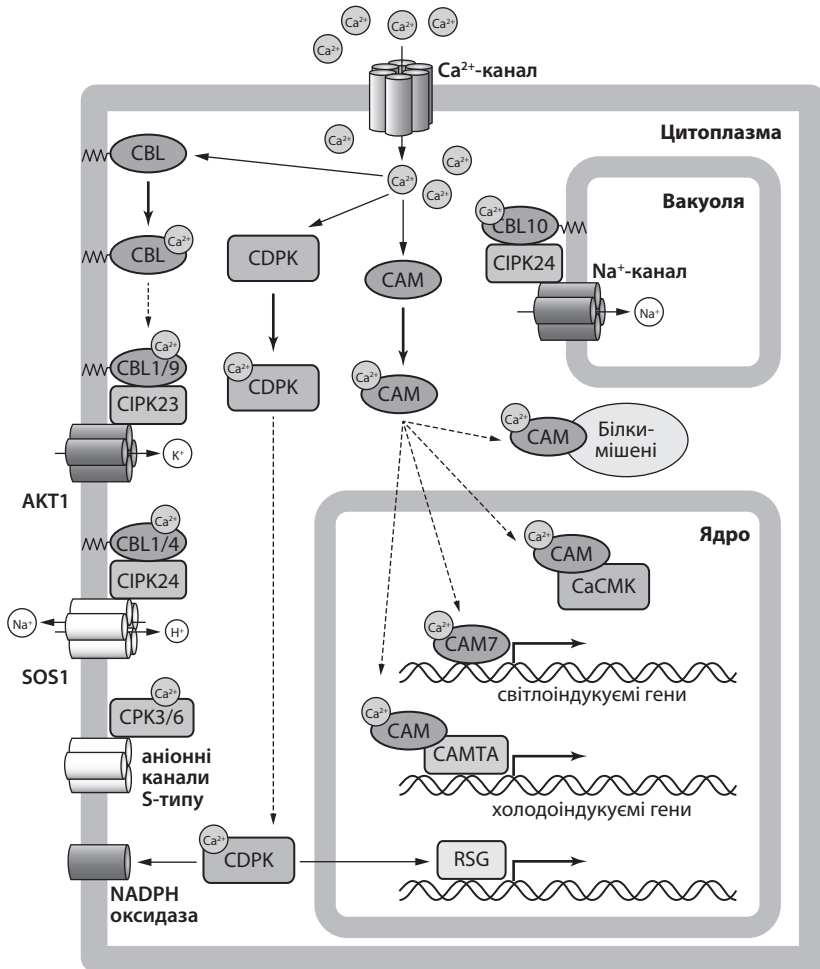 Ca²⁺
Ca²⁺
Ca²⁺
Ca²⁺
Ca²⁺-канал
Цитоплазма
Ca²⁺
Ca²⁺
Ca²⁺
Ca²⁺
Ca²⁺
CBL
Вакуоля
Ca²⁺
CBL10
CIPK24
Na⁺-канал
Na⁺
Ca²⁺
CBL
CDPK
CAM
Ca²⁺
CBL1/9
CIPK23
K⁺
AKT1
Ca²⁺
CDPK
Ca²⁺
CAM
Ca²⁺
CAM
Білки-
мішені
Ca²⁺
CBL1/4
CIPK24
Na⁺
H⁺
SOS1
Ядро
Ca²⁺
CAM
CaCMK
Ca²⁺
CAM7
світлоіндукуємі гени
Ca²⁺
CPK3/6
аніонні
канали
S-типу
Ca²⁺
CAM
CAMTA
холодоіндукуємі гени
Ca²⁺
CDPK
RSG
NADPH
оксидаза